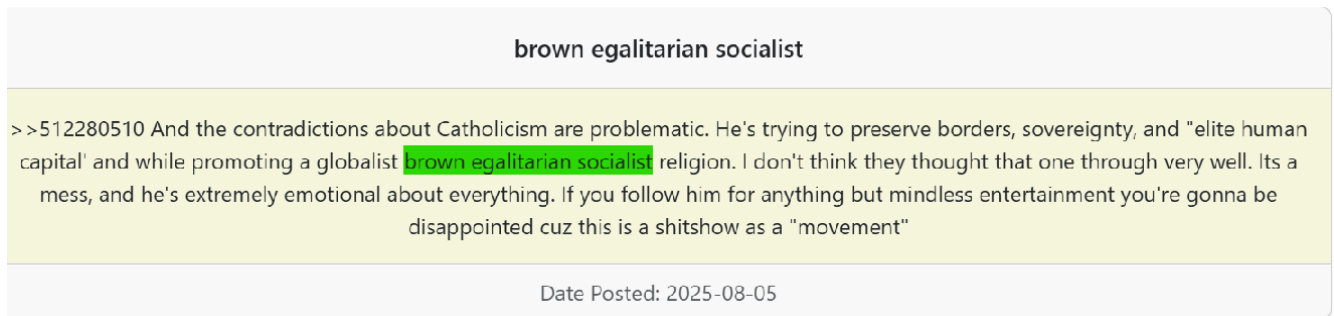 brown egalitarian socialist
>>512280510 And the contradictions about Catholicism are problematic. He's trying to preserve borders, sovereignty, and "elite human
capital' and while promoting a globalist brown egalitarian socialist religion. I don't think they thought that one through very well. Its a
mess, and he's extremely emotional about everything. If you follow him for anything but mindless entertainment you're gonna be
disappointed cuz this is a shitshow as a "movement"
Date Posted: 2025-08-05